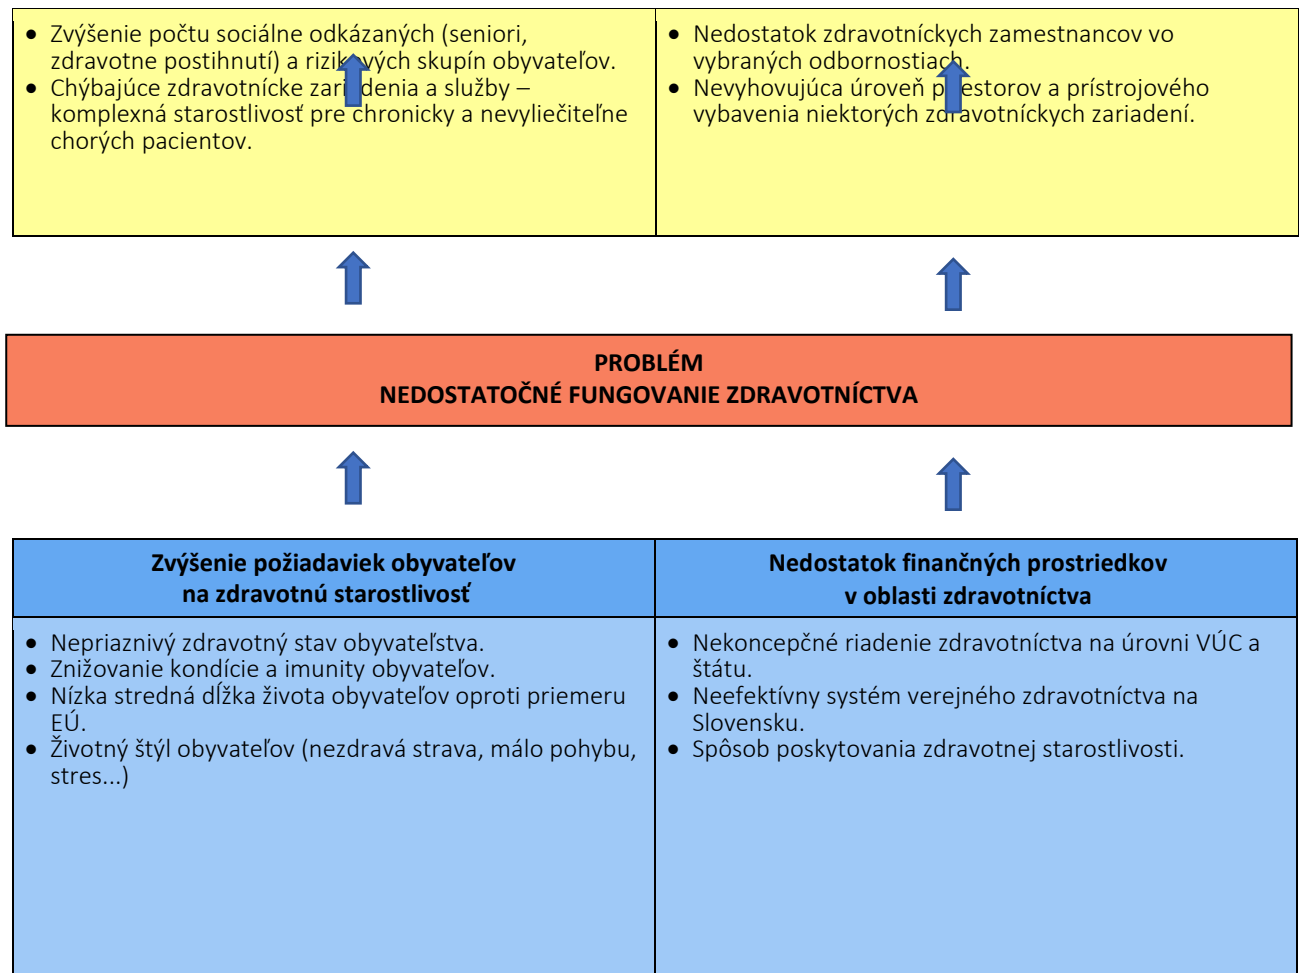 • Zvýšenie počtu sociálne odkázaných (seniori,
zdravotne postihnutí) a rizikových skupín obyvateľov.
• Chýbajúce zdravotnícke zariadenia a služby –
komplexná starostlivosť pre chronicky a nevyliečiteľne
chorých pacientov.
• Nedostatok zdravotníckych zamestnancov vo
vybraných odbornostiach.
• Nevyhovujúca úroveň priestorov a prístrojového
vybavenia niektorých zdravotníckych zariadení.
PROBLÉM
NEDOSTATOČNÉ FUNGOVANIE ZDRAVOTNÍCTVA
Zvýšenie požiadaviek obyvateľov
na zdravotnú starostlivosť
Nedostatok finančných prostriedkov
v oblasti zdravotníctva
• Nepriaznivý zdravotný stav obyvateľstva.
• Znižovanie kondície a imunity obyvateľov.
• Nízka stredná dĺžka života obyvateľov oproti priemeru
EÚ.
• Životný štýl obyvateľov (nezdravá strava, málo pohybu,
stres...)
• Nekoncepčné riadenie zdravotníctva na úrovni VÚC a
štátu.
• Neefektívny systém verejného zdravotníctva na
Slovensku.
• Spôsob poskytovania zdravotnej starostlivosti.